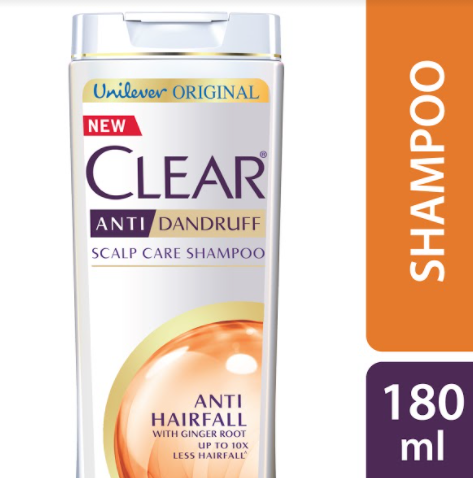 Unilever ORIGINAL
NEW
CLEAR®
ANTI DANDRUFF
SCALP CARE SHAMPOO
ANTI
HAIRFALL
WITH GINGER ROOT
UP TO 10X
LESS HAIRFALL^
SHAMPOO
180
ml